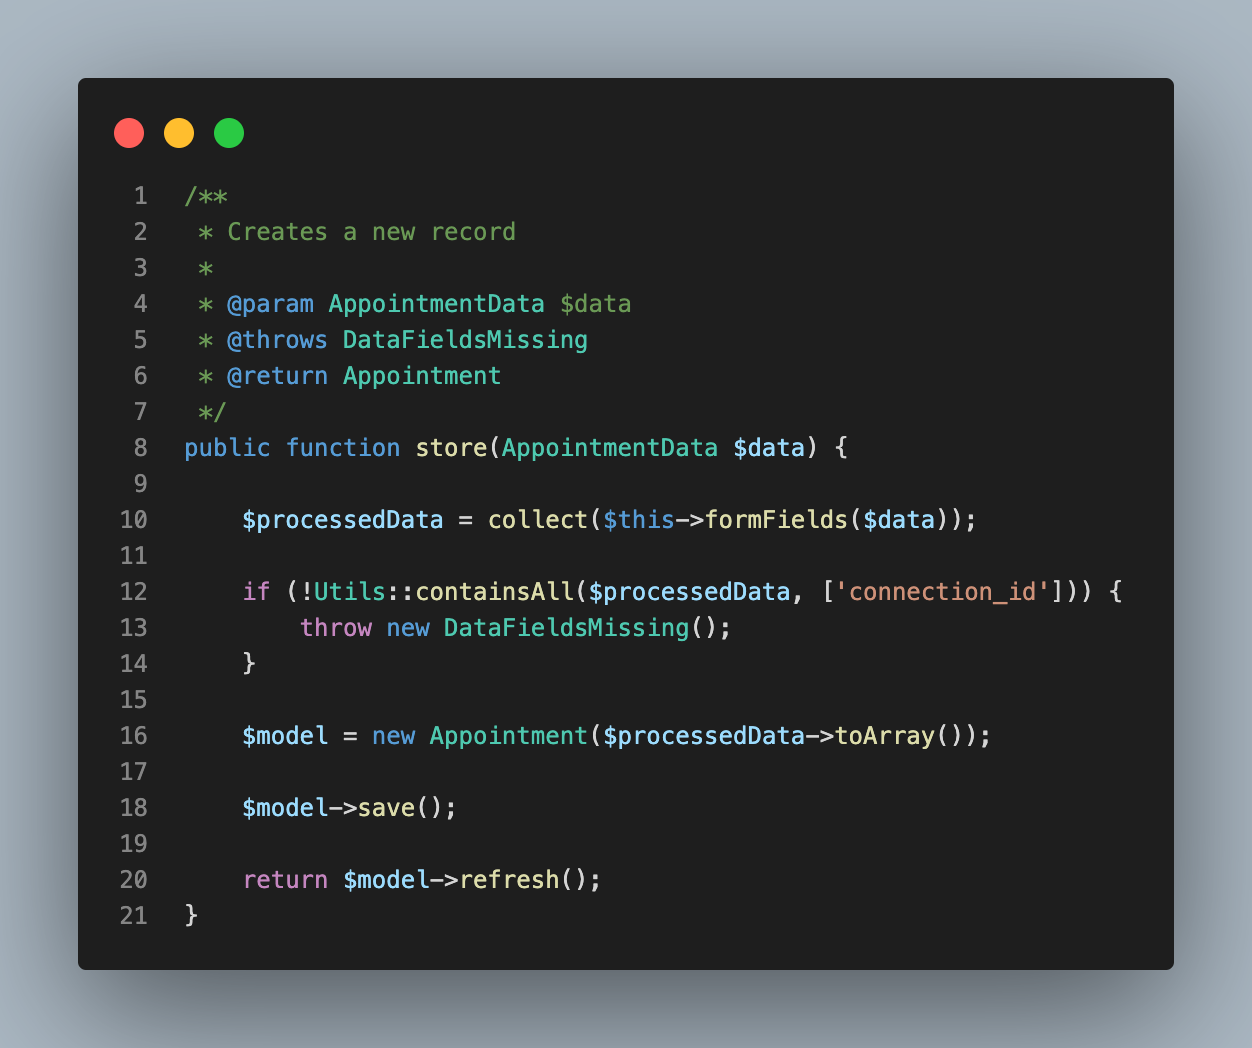 1 /**
2  * Creates a new record
3  *
4  * @param AppointmentData $data
5  * @throws DataFieldsMissing
6  * @return Appointment
7  */
8 public function store(AppointmentData $data) {
9
10     $processedData = collect($this->formFields($data));
11
12     if (!Utils::containsAll($processedData, ['connection_id'])) {
13         throw new DataFieldsMissing();
14     }
15
16     $model = new Appointment($processedData->toArray());
17
18     $model->save();
19
20     return $model->refresh();
21 }